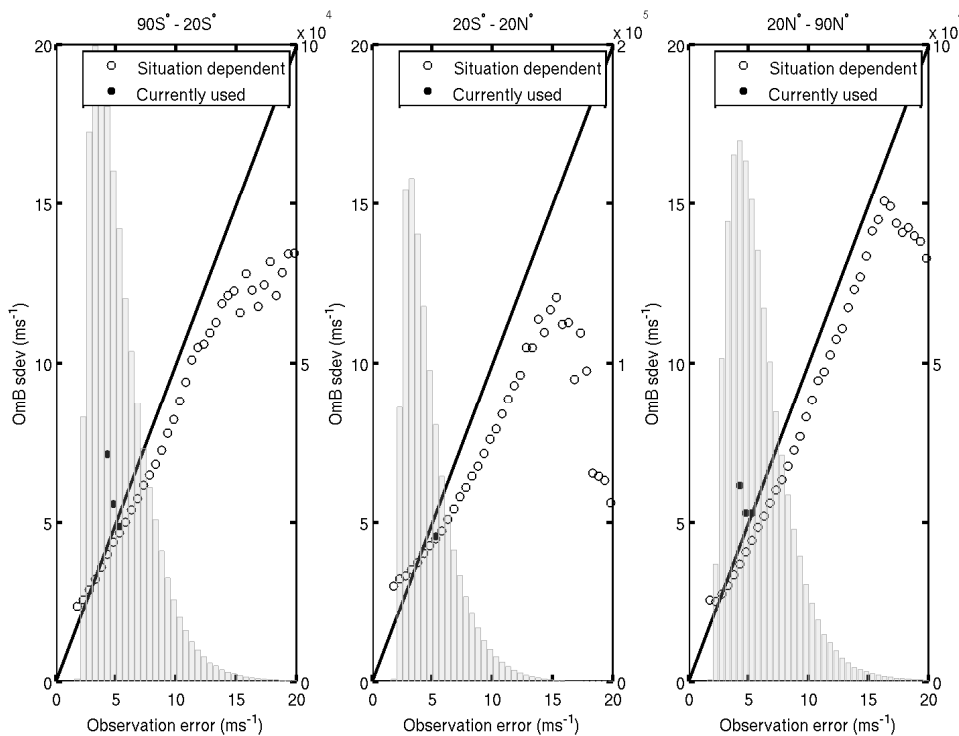 90S° - 20S°
x 10
4
20
15
10
5
0
10
5
0
Situation dependent
Currently used
OmB sdev (ms⁻¹)
0 5 10 15 20
Observation error (ms⁻¹)
20S° - 20N°
x 10
5
20
15
10
5
0
2
1
0
Situation dependent
Currently used
OmB sdev (ms⁻¹)
0 5 10 15 20
Observation error (ms⁻¹)
20N° - 90N°
x 10
20
15
10
5
0
10
5
0
Situation dependent
Currently used
OmB sdev (ms⁻¹)
0 5 10 15 20
Observation error (ms⁻¹)